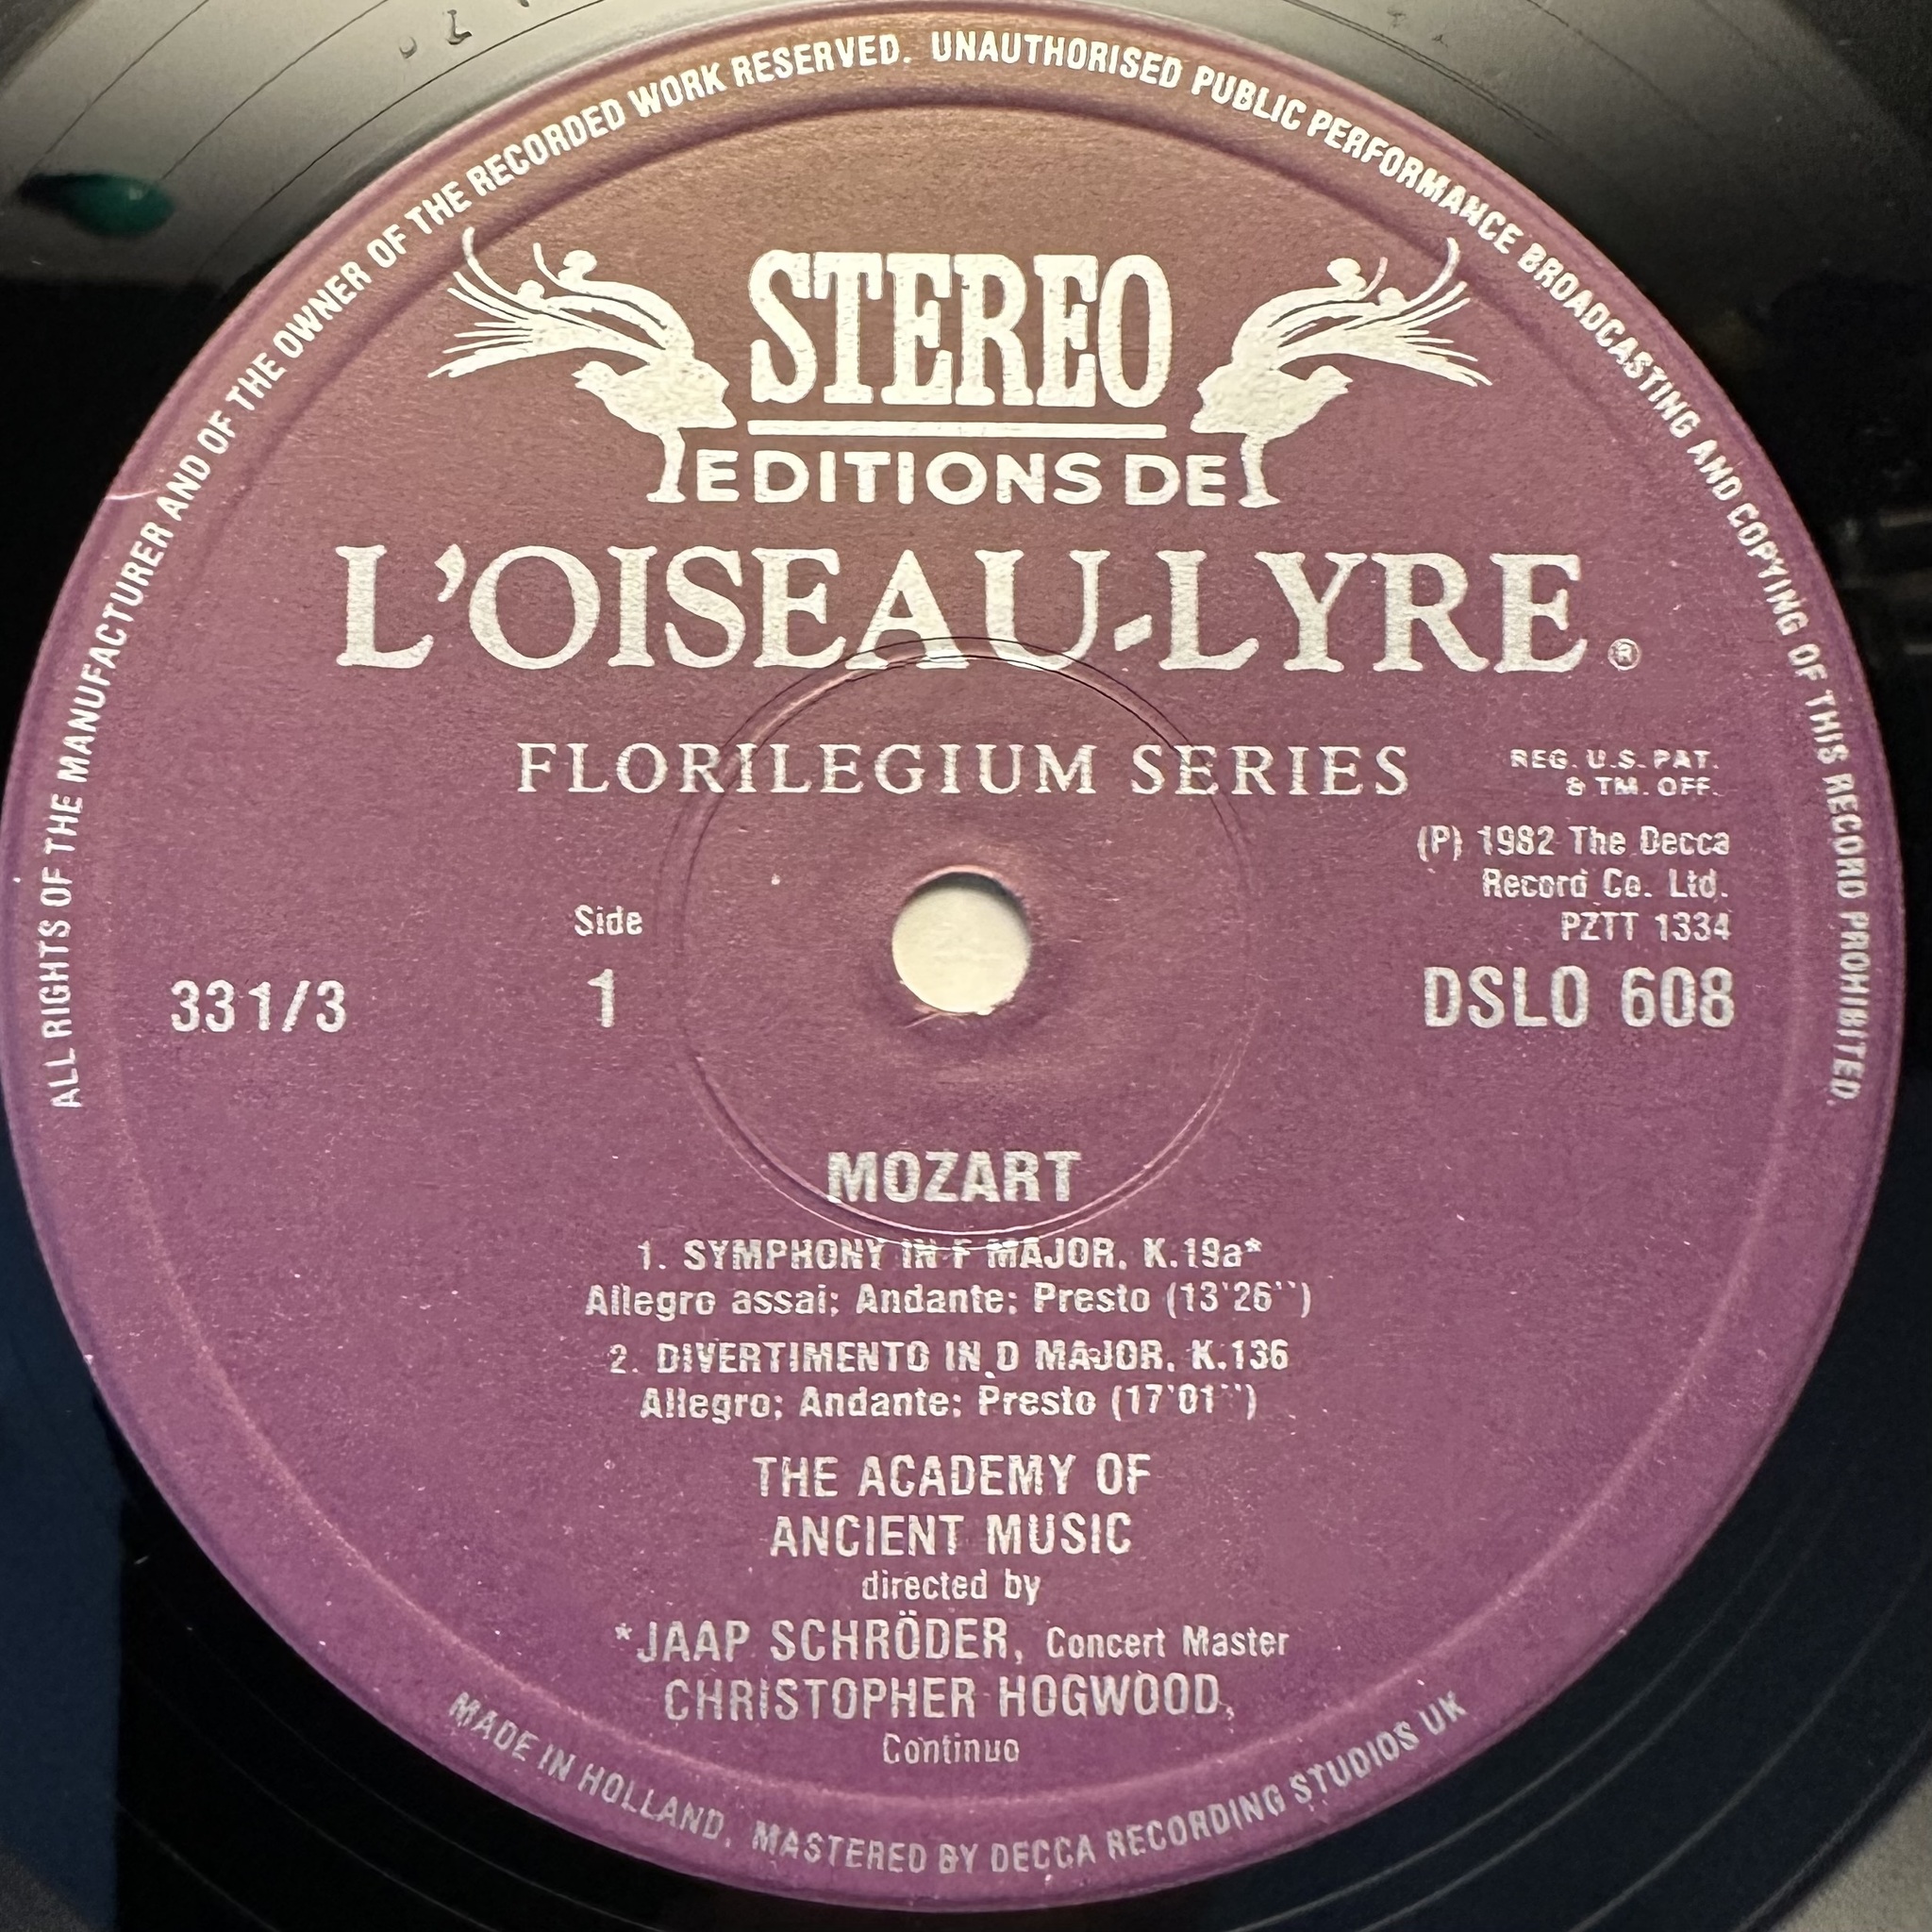 ALL RIGHTS OF THE MANUFACTURER AND OF THE OWNER OF THE RECORDED WORK RESERVED. UNAUTHORISED PUBLIC PERFORMANCE BROADCASTING AND COPYING OF THIS RECORD PROHIBITED.
STEREO
EDITIONS DE
L'OISEAU-LYRE ®
FLORILEGIUM SERIES
REG. U.S. PAT.
& TM. OFF.
(P) 1982 The Decca
Record Co. Ltd.
PZTT 1334
DSLO 608
Side
1
33 1/3
MOZART
1. SYMPHONY IN F MAJOR, K.19a*
Allegro assai; Andante; Presto (13'26'')
2. DIVERTIMENTO IN D MAJOR, K.136
Allegro; Andante; Presto (17'01'')
THE ACADEMY OF
ANCIENT MUSIC
directed by
*JAAP SCHRÖDER, Concert Master
CHRISTOPHER HOGWOOD,
Continuo
MADE IN HOLLAND. MASTERED BY DECCA RECORDING STUDIOS UK